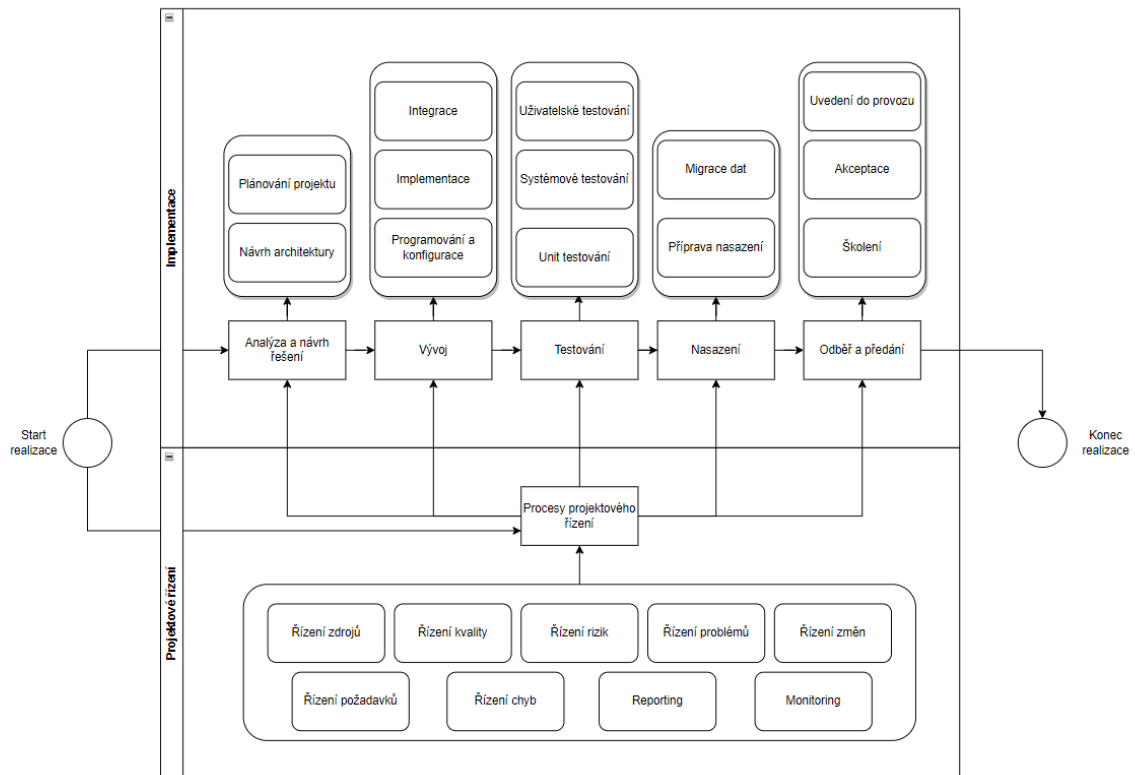 Implementace
Uvedení do provozu
Integrace
Uživatelské testování
Plánování projektu
Implementace
Systémové testování
Migrace dat
Akceptace
Návrh architektury
Programování a
konfigurace
Unit testování
Příprava nasazení
Školení
Analýza a návrh
řešení
Vývoj
Testování
Nasazení
Odběř a předání
Start
realizace
Konec
realizace
Projektové řízení
Procesy projektového
řízení
Řízení zdrojů
Řízení kvality
Řízení rizik
Řízení problémů
Řízení změn
Řízení požadavků
Řízení chyb
Reporting
Monitoring